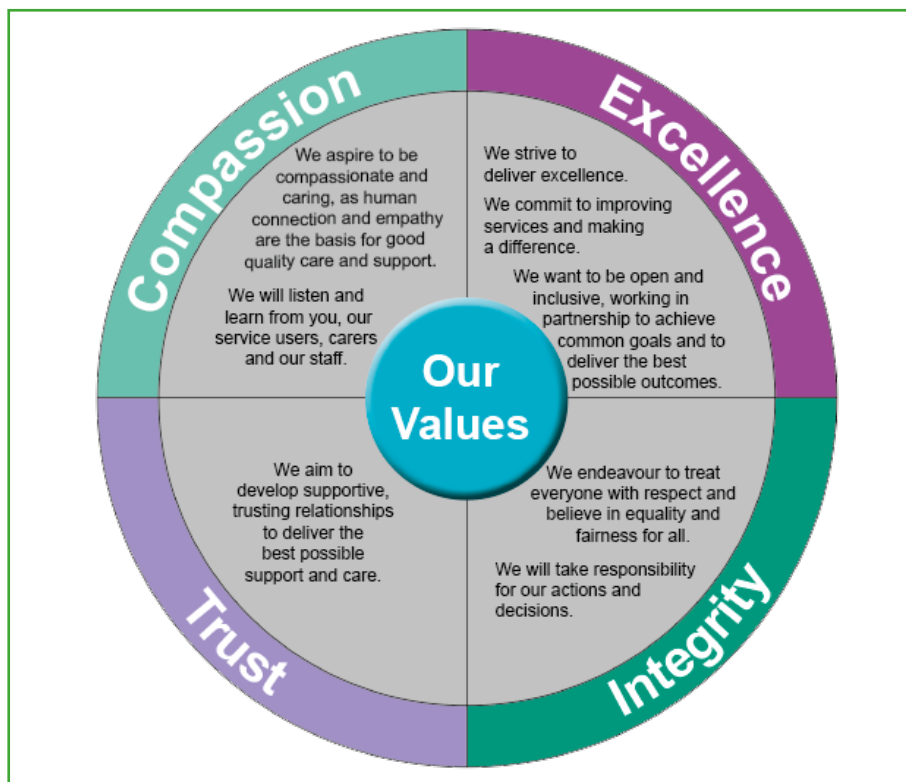 Compassion
We aspire to be
compassionate and
caring, as human
connection and empathy
are the basis for good
quality care and support.
We will listen and
learn from you, our
service users, carers
and our staff.
Excellence
We strive to
deliver excellence.
We commit to improving
services and making
a difference.
We want to be open and
inclusive, working in
partnership to achieve
common goals and to
deliver the best
possible outcomes.
Our
Values
Trust
We aim to
develop supportive,
trusting relationships
to deliver the
best possible
support and care.
Integrity
We endeavour to treat
everyone with respect and
believe in equality and
fairness for all.
We will take responsibility
for our actions and
decisions.